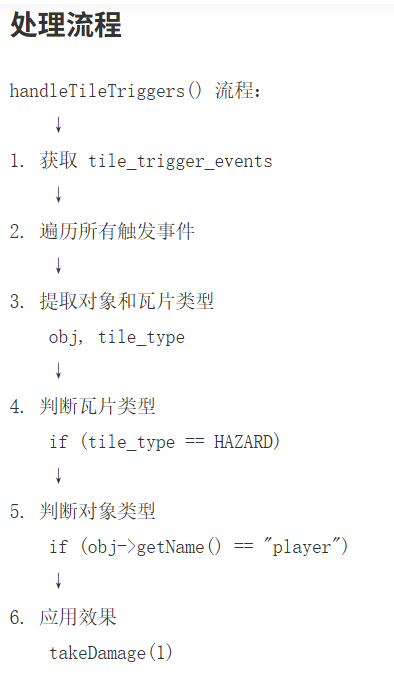 处理流程
handleTileTriggers() 流程:
↓
1. 获取 tile_trigger_events
↓
2. 遍历所有触发事件
↓
3. 提取对象和瓦片类型
obj, tile_type
↓
4. 判断瓦片类型
if (tile_type == HAZARD)
↓
5. 判断对象类型
if (obj->getName() == "player")
↓
6. 应用效果
takeDamage(1)